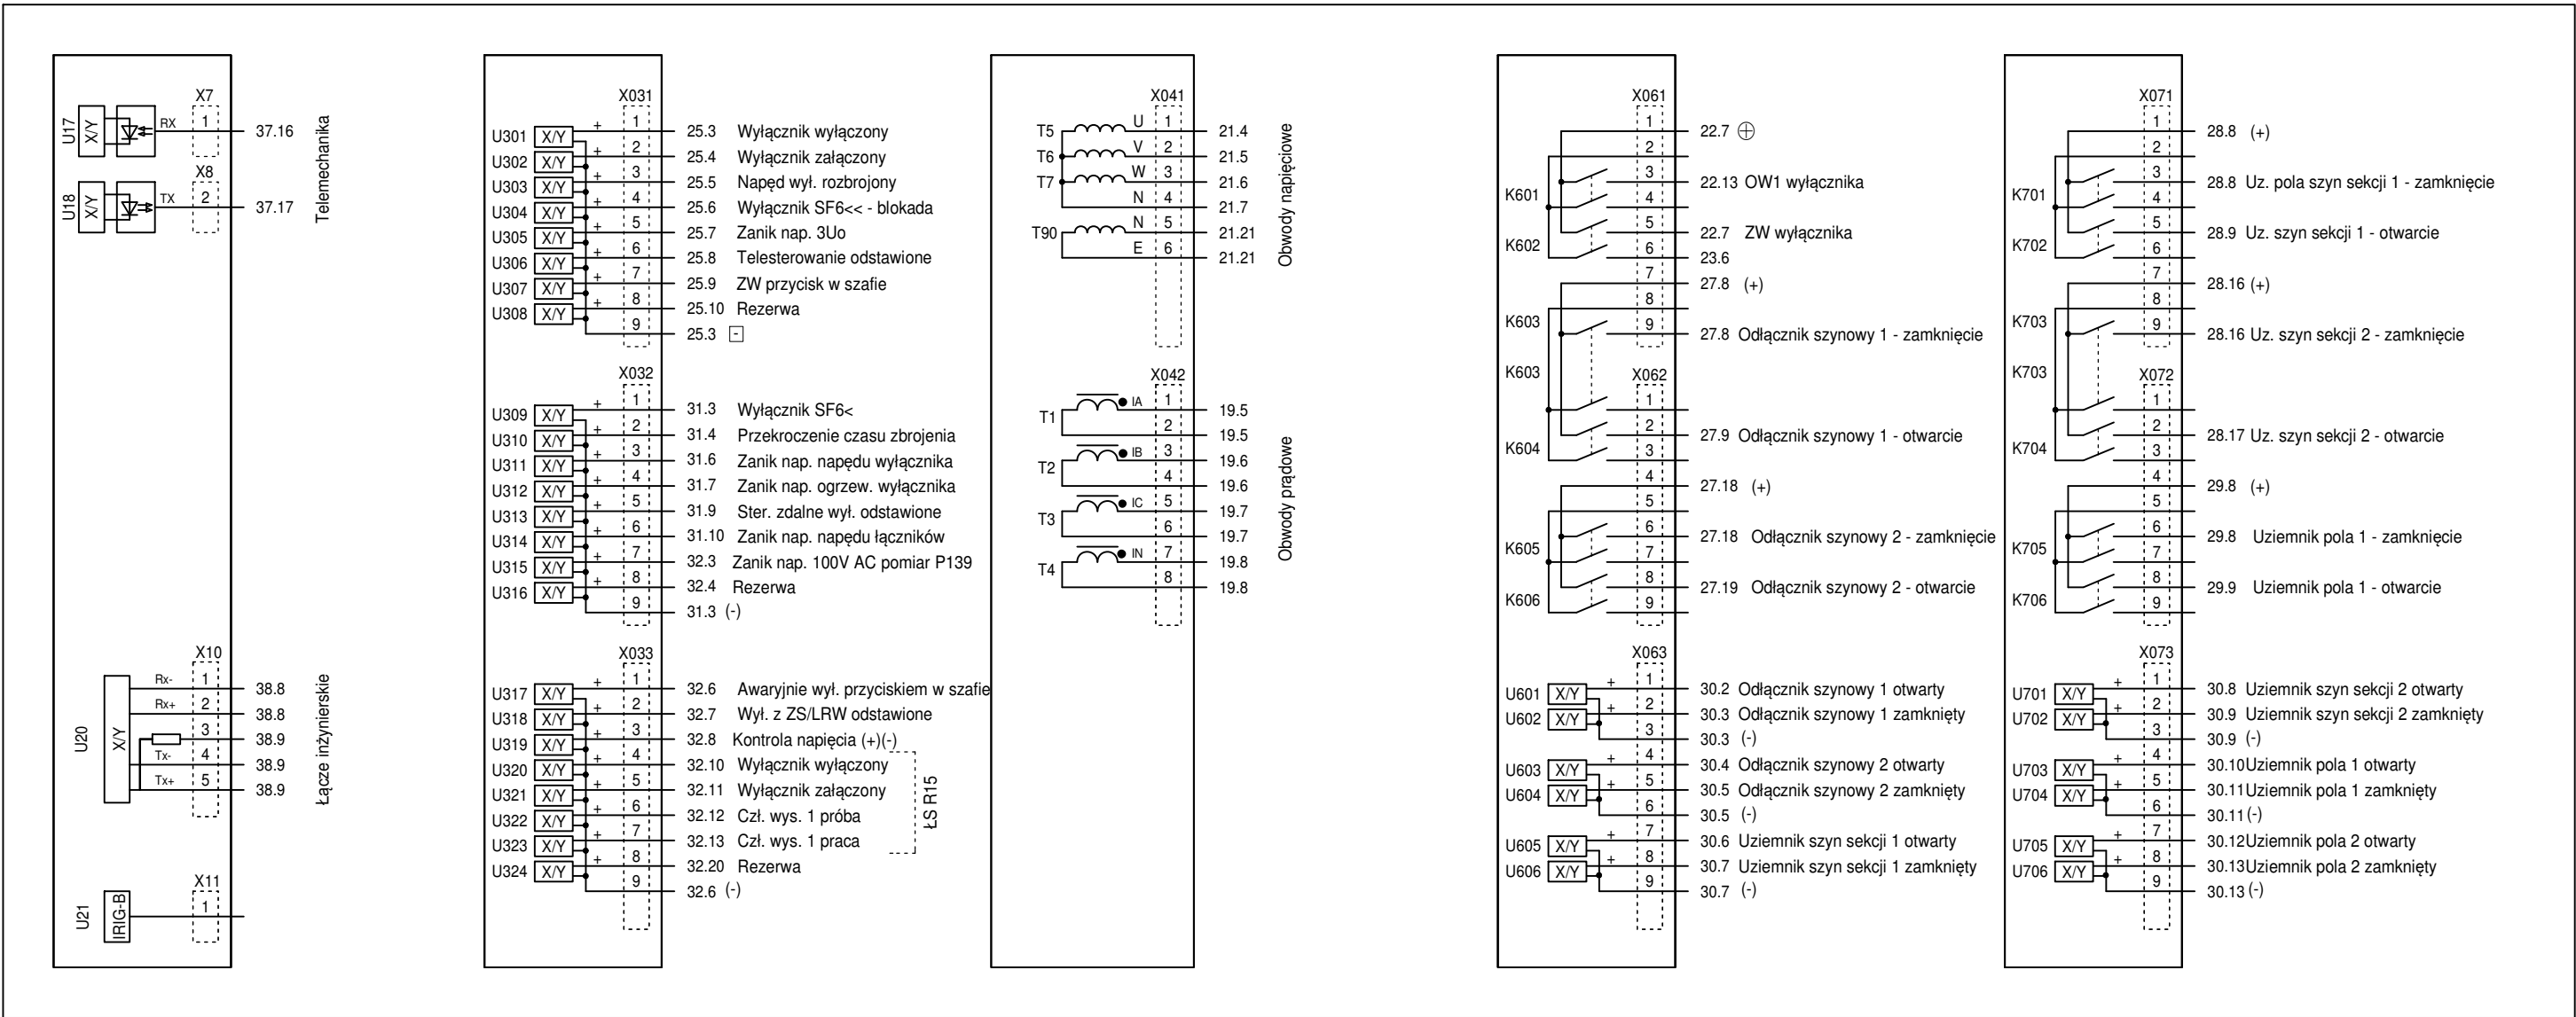 X7
U17 X/Y RX 1 37.16
X8
U18 X/Y TX 2 37.17
Telemechanika
X10
U20 X/Y
Rx- 1 38.8
Rx+ 2 38.8
3 38.9
Tx- 4 38.9
Tx+ 5 38.9
Łącze inżynierskie
X11
U21 IRIG-B 1
X031
U301 X/Y + 1 25.3 Wyłącznik wyłączony
U302 X/Y + 2 25.4 Wyłącznik załączony
U303 X/Y + 3 25.5 Napęd wył. rozbrojony
U304 X/Y + 4 25.6 Wyłącznik SF6<< - blokada
U305 X/Y + 5 25.7 Zanik nap. 3Uo
U306 X/Y + 6 25.8 Telesterowanie odstawione
U307 X/Y + 7 25.9 ZW przycisk w szafie
U308 X/Y + 8 25.10 Rezerwa
9 25.3 -
X032
U309 X/Y + 1 31.3 Wyłącznik SF6<
U310 X/Y + 2 31.4 Przekroczenie czasu zbrojenia
U311 X/Y + 3 31.6 Zanik nap. napędu wyłącznika
U312 X/Y + 4 31.7 Zanik nap. ogrzew. wyłącznika
U313 X/Y + 5 31.9 Ster. zdalne wył. odstawione
U314 X/Y + 6 31.10 Zanik nap. napędu łączników
U315 X/Y + 7 32.3 Zanik nap. 100V AC pomiar P139
U316 X/Y + 8 32.4 Rezerwa
9 31.3 (-)
X033
U317 X/Y + 1 32.6 Awaryjnie wył. przyciskiem w szafie
U318 X/Y + 2 32.7 Wył. z ZS/LRW odstawione
U319 X/Y + 3 32.8 Kontrola napięcia (+)(-)
U320 X/Y + 4 32.10 Wyłącznik wyłączony
U321 X/Y + 5 32.11 Wyłącznik załączony
U322 X/Y + 6 32.12 Czł. wys. 1 próba
U323 X/Y + 7 32.13 Czł. wys. 1 praca
U324 X/Y + 8 32.20 Rezerwa
9 32.6 (-)
ŁS R15
X041
T5 U 1 21.4
T6 V 2 21.5
T7 W 3 21.6
N 4 21.7
T90 N 5 21.21
E 6 21.21
Obwody napięciowe
X042
T1 IA 1 19.5
2 19.5
T2 IB 3 19.6
4 19.6
T3 IC 5 19.7
6 19.7
T4 IN 7 19.8
8 19.8
Obwody prądowe
X061
1 22.7 ⊕
2
K601 3 22.13 OW1 wyłącznika
4
K602 5 22.7 ZW wyłącznika
6 23.6
7 27.8 (+)
8
K603 9 27.8 Odłącznik szynowy 1 - zamknięcie
K603 X062
1
2 27.9 Odłącznik szynowy 1 - otwarcie
K604 3
4 27.18 (+)
5
6 27.18 Odłącznik szynowy 2 - zamknięcie
K605 7
8 27.19 Odłącznik szynowy 2 - otwarcie
K606 9
X063
U601 X/Y + 1 30.2 Odłącznik szynowy 1 otwarty
U602 X/Y + 2 30.3 Odłącznik szynowy 1 zamknięty
3 30.3 (-)
U603 X/Y + 4 30.4 Odłącznik szynowy 2 otwarty
U604 X/Y + 5 30.5 Odłącznik szynowy 2 zamknięty
6 30.5 (-)
U605 X/Y + 7 30.6 Uziemnik szyn sekcji 1 otwarty
U606 X/Y + 8 30.7 Uziemnik szyn sekcji 1 zamknięty
9 30.7 (-)
X071
1 28.8 (+)
2
K701 3 28.8 Uz. pola szyn sekcji 1 - zamknięcie
4
K702 5 28.9 Uz. szyn sekcji 1 - otwarcie
6
7 28.16 (+)
8
K703 9 28.16 Uz. szyn sekcji 2 - zamknięcie
K703 X072
1
2 28.17 Uz. szyn sekcji 2 - otwarcie
K704 3
4 29.8 (+)
5
6 29.8 Uziemnik pola 1 - zamknięcie
K705 7
8 29.9 Uziemnik pola 1 - otwarcie
K706 9
X073
U701 X/Y + 1 30.8 Uziemnik szyn sekcji 2 otwarty
U702 X/Y + 2 30.9 Uziemnik szyn sekcji 2 zamknięty
3 30.9 (-)
U703 X/Y + 4 30.10 Uziemnik pola 1 otwarty
U704 X/Y + 5 30.11 Uziemnik pola 1 zamknięty
6 30.11 (-)
U705 X/Y + 7 30.12 Uziemnik pola 2 otwarty
U706 X/Y + 8 30.13 Uziemnik pola 2 zamknięty
9 30.13 (-)